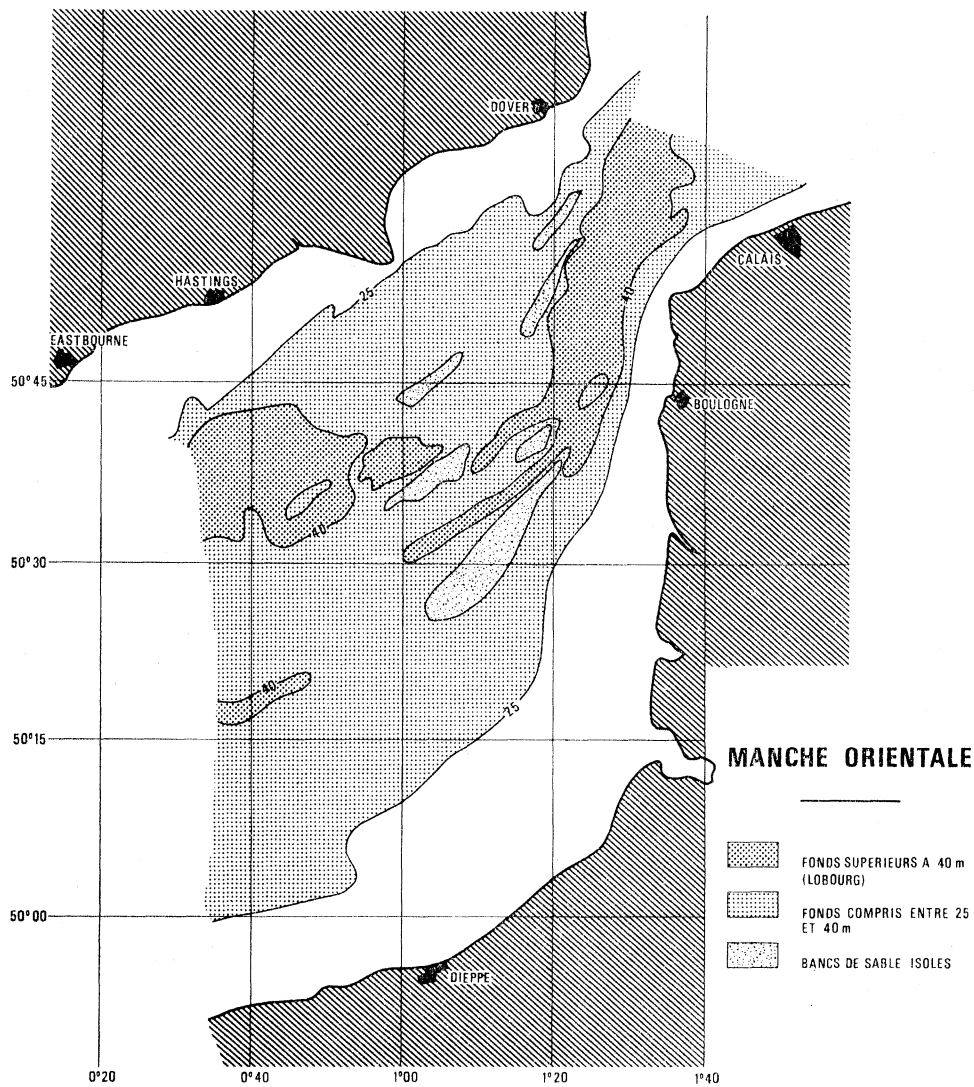 DOVER
CALAIS
HASTINGS
25
40
EASTBOURNE
50°45
BOULOGNE
40
50°30
40
25
50°15
MANCHE ORIENTALE
FONDS SUPERIEURS A 40 m
(LOBOURG)
FONDS COMPRIS ENTRE 25
ET 40 m
BANCS DE SABLE ISOLES
50°00
DIEPPE
0°20
0°40
1°00
1°20
1°40